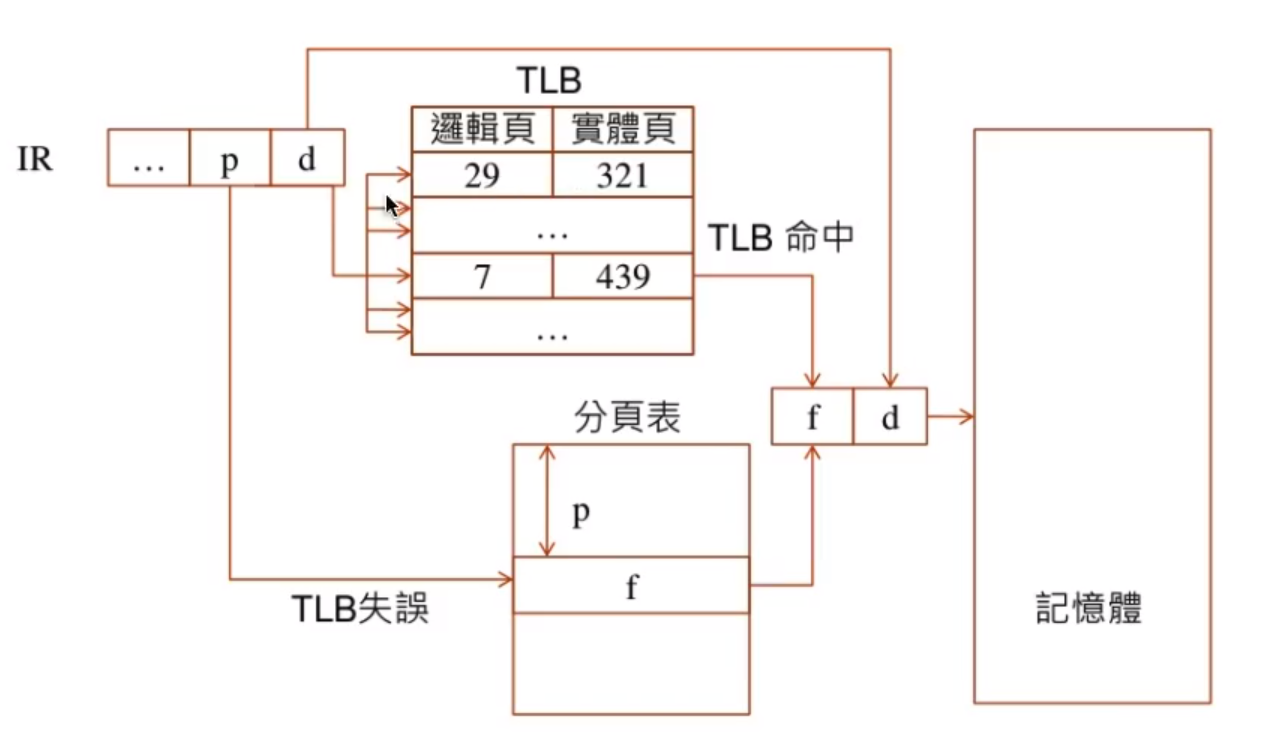 TLB
IR
… p d
邏輯頁 實體頁
29 321
…
TLB 命中
7 439
…
分頁表
f d
p
f
TLB失誤
記憶體